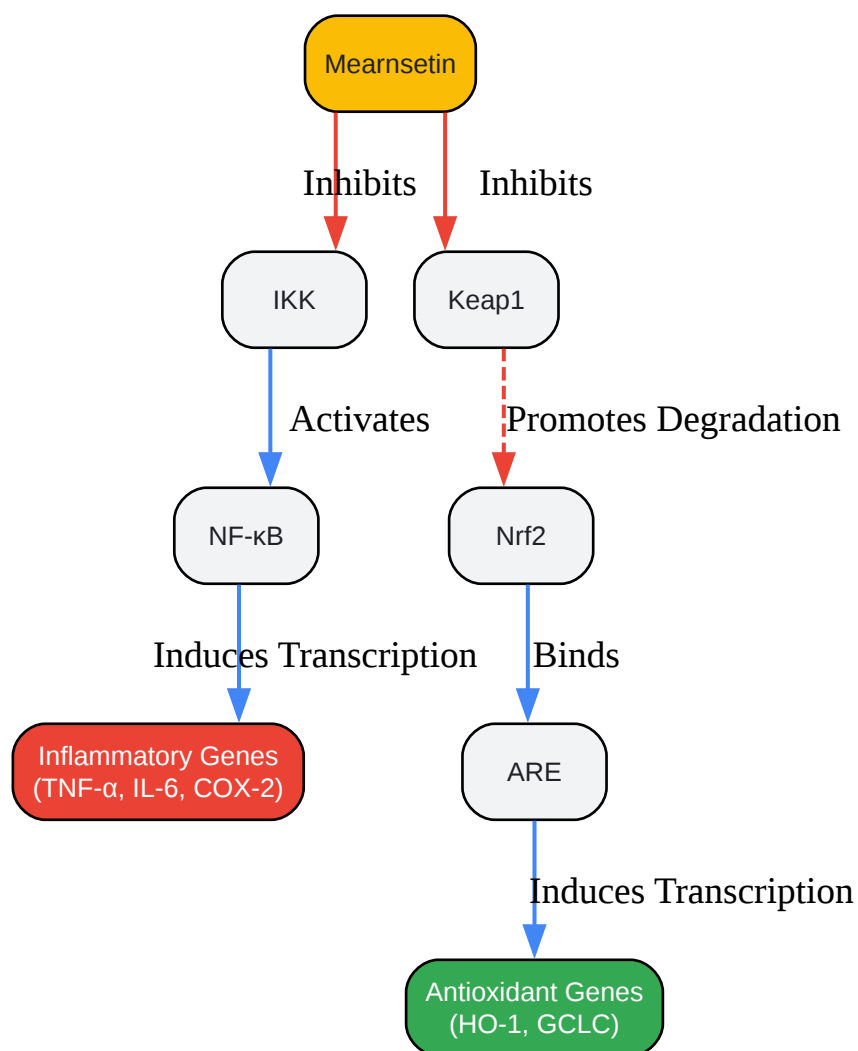 Mearnsetin
Inhibits
Inhibits
IKK
Keap1
Activates
Promotes Degradation
NF-κB
Nrf2
Induces Transcription
Binds
Inflammatory Genes
(TNF-α, IL-6, COX-2)
ARE
Induces Transcription
Antioxidant Genes
(HO-1, GCLC)